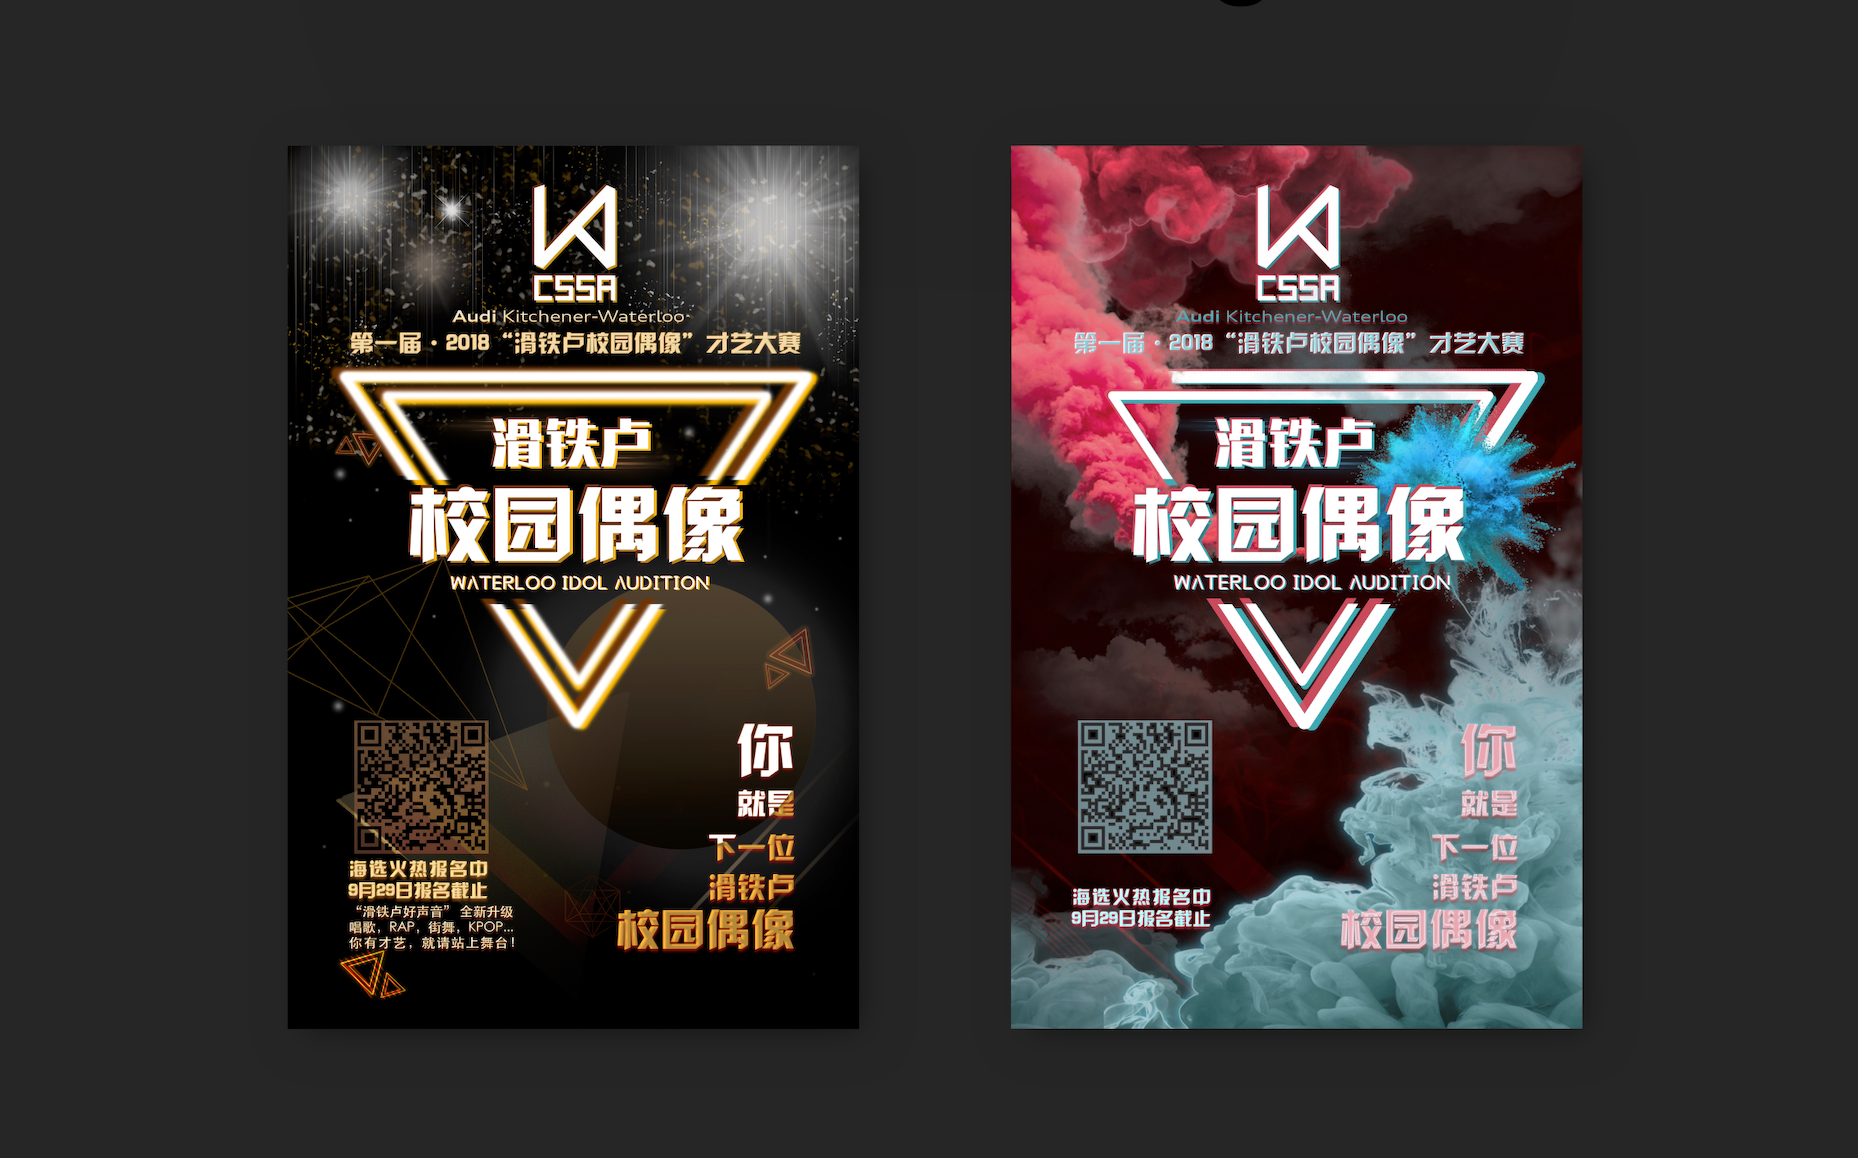 CSSA
Audi Kitchener-Waterloo
第一届·2018“滑铁卢校园偶像”才艺大赛
滑铁卢
校园偶像
WATERLOO IDOL AUDITION
你
就是
下一位
滑铁卢
校园偶像
海选火热报名中
9月29日报名截止
“滑铁卢好声音” 全新升级
唱歌，RAP，街舞，KPOP...
你有才艺，就请站上舞台！
CSSA
Audi Kitchener-Waterloo
第一届·2018“滑铁卢校园偶像”才艺大赛
滑铁卢
校园偶像
WATERLOO IDOL AUDITION
你
就是
下一位
滑铁卢
校园偶像
海选火热报名中
9月29日报名截止